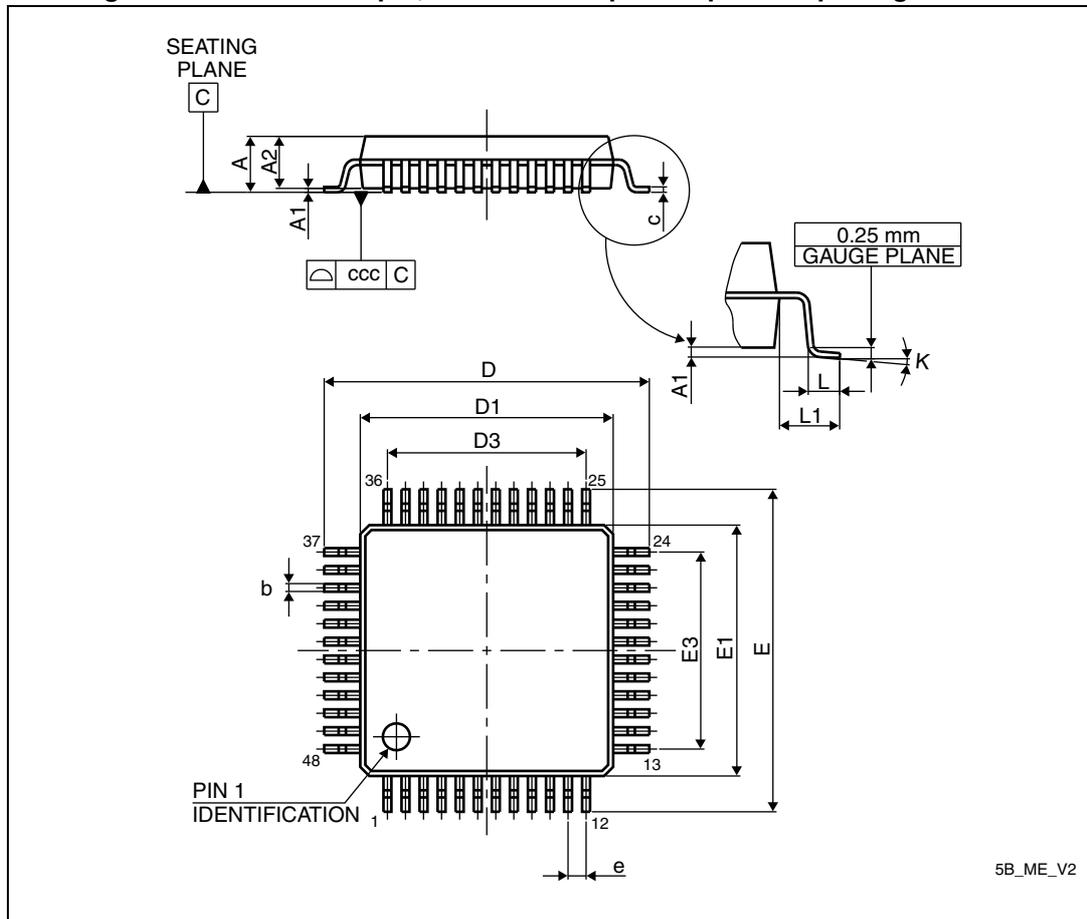 SEATING
PLANE
C
A
A2
A1
c
ccc C
0.25 mm
GAUGE PLANE
A1
K
L
L1
D
D1
D3
36
25
37
24
b
E3
E1
E
48
13
PIN 1
IDENTIFICATION
1
12
e
5B_ME_V2